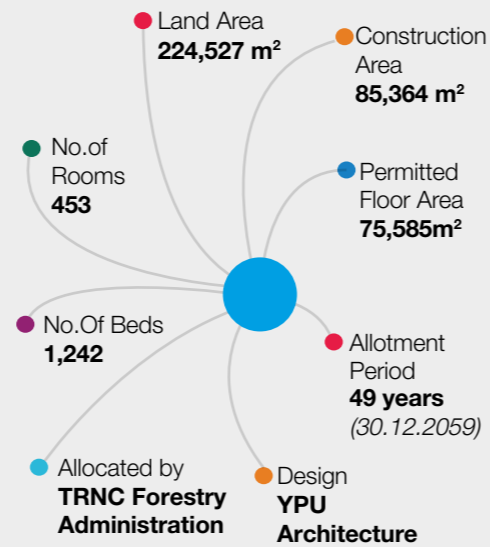 Land Area
224,527 m²
Construction
Area
85,364 m²
No.of
Rooms
453
Permitted
Floor Area
75,585m²
No.Of Beds
1,242
Allotment
Period
49 years
(30.12.2059)
Allocated by
TRNC Forestry
Administration
Design
YPU
Architecture